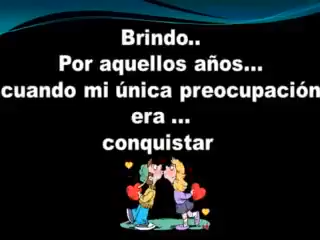 Brindo..
Por aquellos años...
cuando mi única preocupación
era ...
conquistar